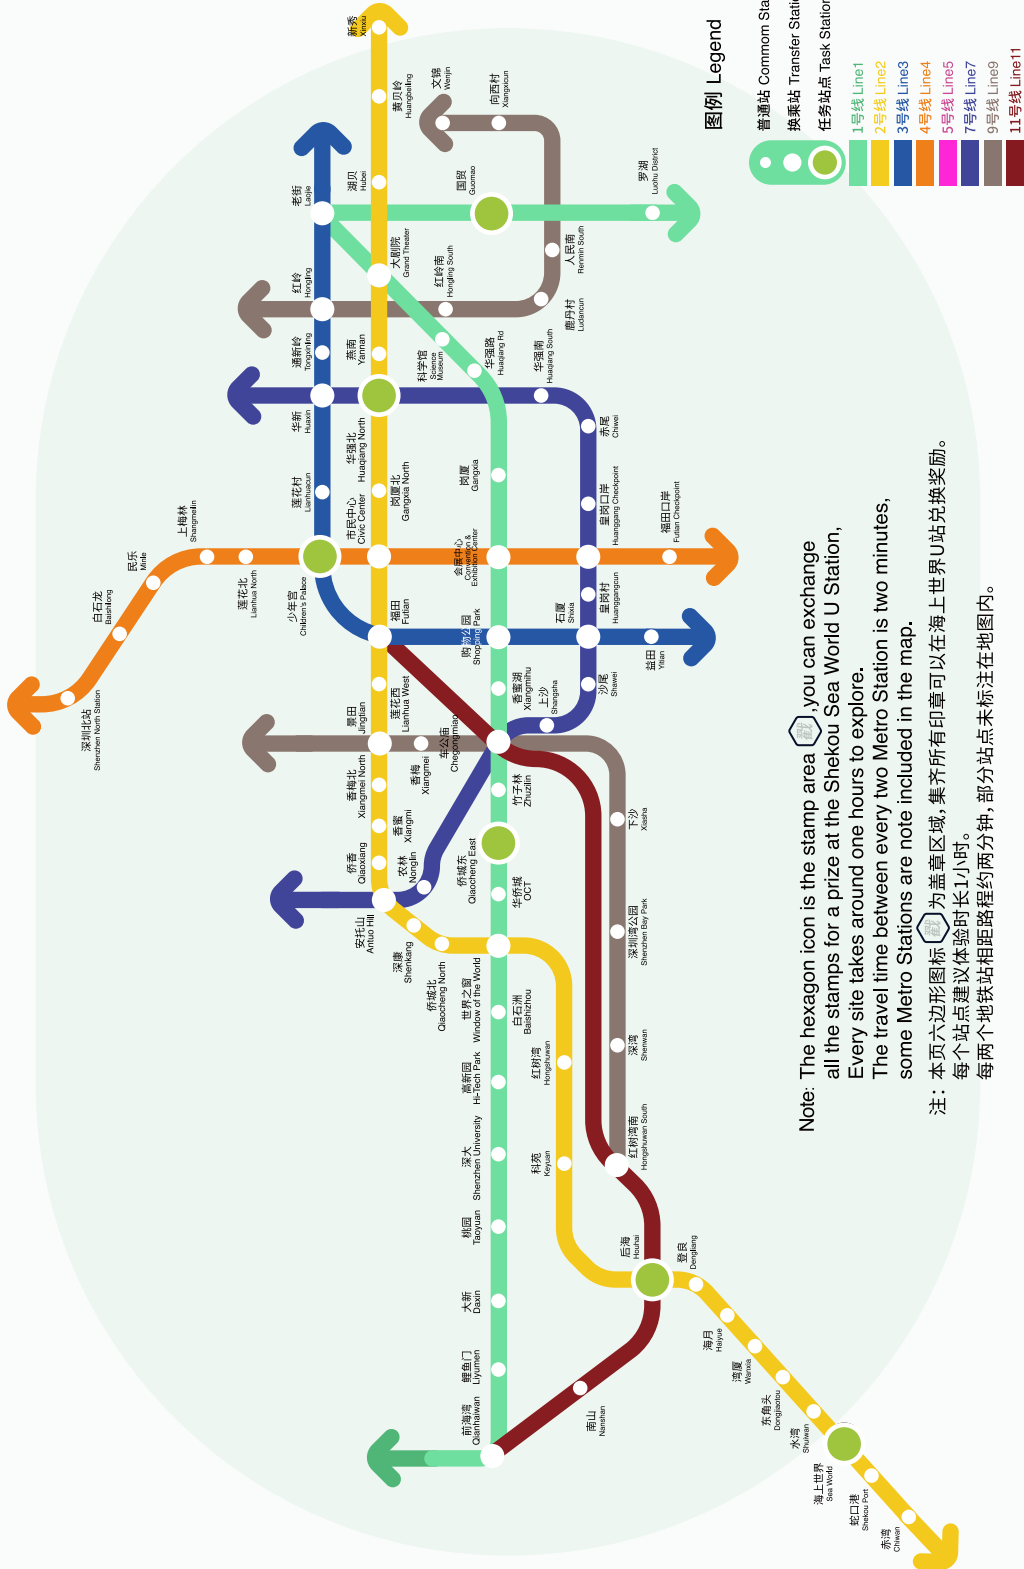 图例 Legend
普通站 Commom Sta
换乘站 Transfer Stati
任务站点 Task Station
1号线 Line1
2号线 Line2
3号线 Line3
4号线 Line4
5号线 Line5
7号线 Line7
9号线 Line9
11号线 Line11
新秀
Xinxiu
黄贝岭
Huangbeiling
文锦
Wenjin
向西村
Xiangxicun
湖贝
Hubei
国贸
Guomao
罗湖
Luohu District
老街
Laojie
大剧院
Grand Theater
红岭南
Hongling South
人民南
Renmin South
红岭
Hongling
鹿丹村
Ludancun
通新岭
Tongxinling
燕南
Yannan
科学馆
Science
Museum
华强路
Huaqiang Rd
华强南
Huaqiang South
华新
Huaxin
华强北
Huaqiang North
赤尾
Chiwei
莲花村
Lianhuacun
岗厦北
Gangxia North
岗厦
Gangxia
皇岗口岸
Huanggang Checkpoint
福田口岸
Futian Checkpoint
上梅林
Shangmeilin
民乐
Minle
莲花北
Lianhua North
少年宫
Children's Palace
市民中心
Civic Center
会展中心
Convention &
Exhibition Center
皇岗村
Huanggangcun
白石龙
Baishilong
深圳北站
Shenzhen North Station
福田
Futian
购物公园
Shopping Park
石厦
Shixia
益田
Yitian
莲花西
Lianhua West
香蜜湖
Xiangmihu
上沙
Shangsha
沙尾
Shawei
景田
Jingtian
香梅
Xiangmei
车公庙
Chegongmiao
香梅北
Xiangmei North
竹子林
Zhuzilin
下沙
Xiasha
香蜜
Xiangmi
侨香
Qiaoxiang
农林
Nonglin
侨城东
Qiaocheng East
华侨城
OCT
安托山
Antuo Hill
深康
Shenkang
侨城北
Qiaocheng North
世界之窗
Window of the World
深圳湾公园
Shenzhen Bay Park
白石洲
Baishizhou
深湾
Shenwan
高新园
Hi-Tech Park
红树湾
Hongshuwan
红树湾南
Hongshuwan South
深大
Shenzhen University
科苑
Keyuan
桃园
Taoyuan
后海
Houhai
登良
Dengliang
大新
Daxin
海月
Haiyue
鲤鱼门
Liyumen
湾厦
Wanxia
前海湾
Qianhaiwan
南山
Nanshan
东角头
Dongjiaotou
水湾
Shuiwan
海上世界
Sea World
蛇口港
Shekou Port
赤湾
Chiwan
Note: The hexagon icon is the stamp area 戳 ,you can exchange
all the stamps for a prize at the Shekou Sea World U Station,
Every site takes around one hours to explore.
The travel time between every two Metro Station is two minutes,
some Metro Stations are note included in the map.
注：本页六边形图标 戳 为盖章区域,集齐所有印章可以在海上世界U站兑换奖励。
每个站点建议体验时长1小时。
每两个地铁站相距路程约两分钟,部分站点未标注在地图内。